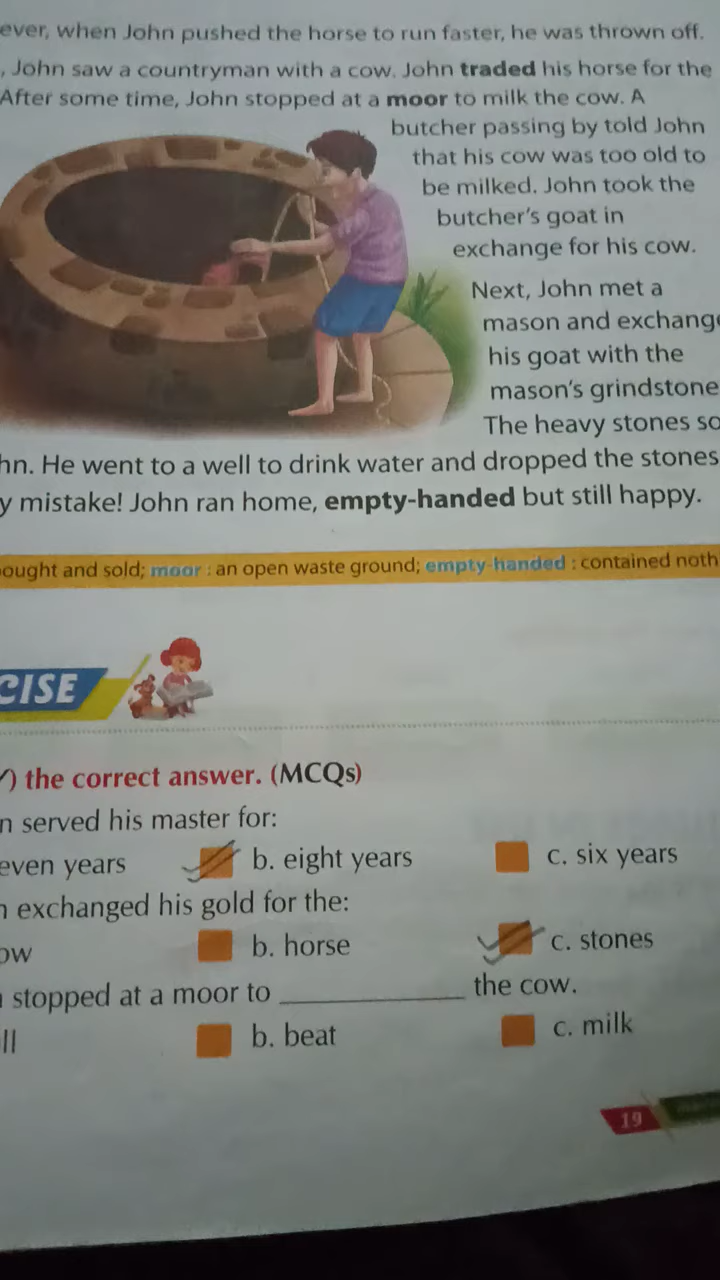 ever, when John pushed the horse to run faster, he was thrown off.
, John saw a countryman with a cow. John traded his horse for the
After some time, John stopped at a moor to milk the cow. A
butcher passing by told John
that his cow was too old to
be milked. John took the
butcher's goat in
exchange for his cow.
Next, John met a
mason and exchange
his goat with the
mason's grindstone
The heavy stones so
hn. He went to a well to drink water and dropped the stones
y mistake! John ran home, empty-handed but still happy.
ought and sold; moor : an open waste ground; empty-handed : contained noth
CISE
) the correct answer. (MCQs)
n served his master for:
even years b. eight years c. six years
n exchanged his gold for the:
ow b. horse c. stones
stopped at a moor to ____________ the cow.
ll b. beat c. milk
19